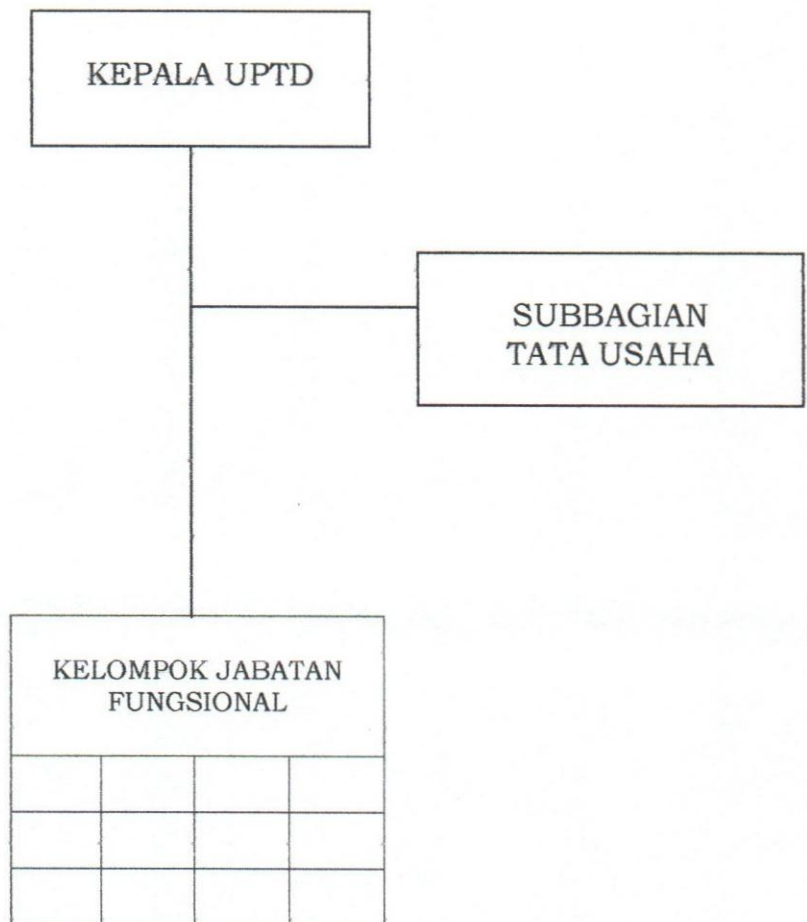 KEPALA UPTD
SUBBAGIAN
TATA USAHA
KELOMPOK JABATAN
FUNGSIONAL